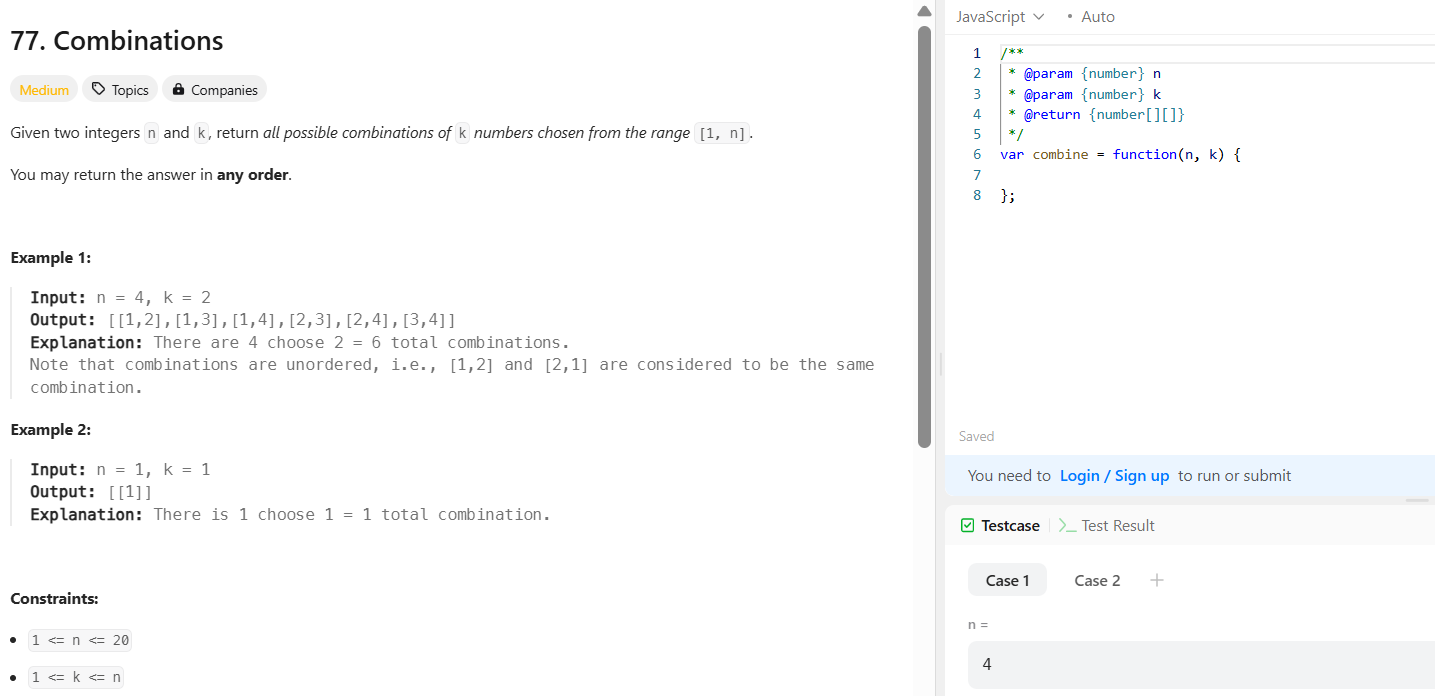 77. Combinations
Medium
Topics
Companies
Given two integers n and k, return all possible combinations of k numbers chosen from the range [1, n].
You may return the answer in any order.
Example 1:
Input: n = 4, k = 2
Output: [[1,2],[1,3],[1,4],[2,3],[2,4],[3,4]]
Explanation: There are 4 choose 2 = 6 total combinations.
Note that combinations are unordered, i.e., [1,2] and [2,1] are considered to be the same
combination.
Example 2:
Input: n = 1, k = 1
Output: [[1]]
Explanation: There is 1 choose 1 = 1 total combination.
Constraints:
• 1 <= n <= 20
• 1 <= k <= n
JavaScript • Auto
1 /**
2 * @param {number} n
3 * @param {number} k
4 * @return {number[][]}
5 */
6 var combine = function(n, k) {
7
8 };
Saved
You need to Login / Sign up to run or submit
Testcase
Test Result
Case 1
Case 2
n =
4